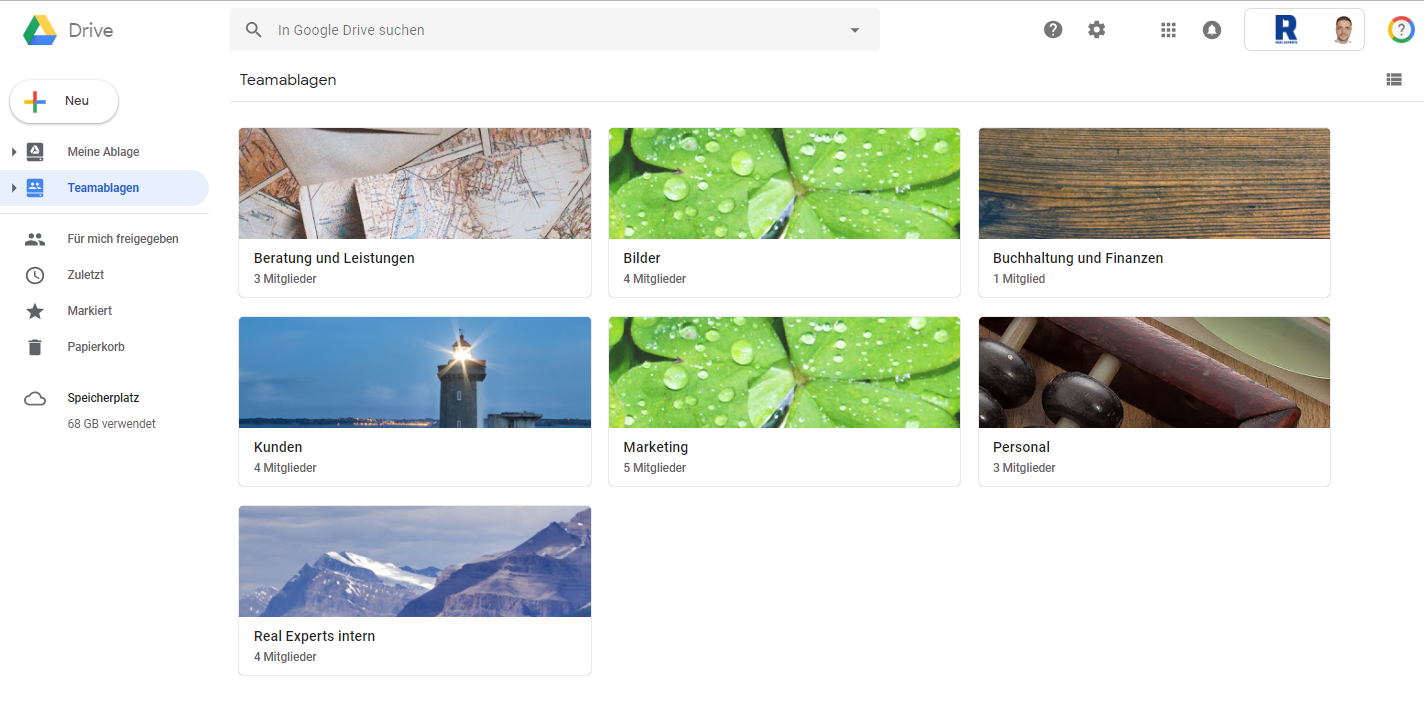 Drive
In Google Drive suchen
R
Teamablagen
Neu
Meine Ablage
Teamablagen
Für mich freigegeben
Zuletzt
Markiert
Papierkorb
Speicherplatz
68 GB verwendet
Beratung und Leistungen
3 Mitglieder
Bilder
4 Mitglieder
Buchhaltung und Finanzen
1 Mitglied
Kunden
4 Mitglieder
Marketing
5 Mitglieder
Personal
3 Mitglieder
Real Experts intern
4 Mitglieder